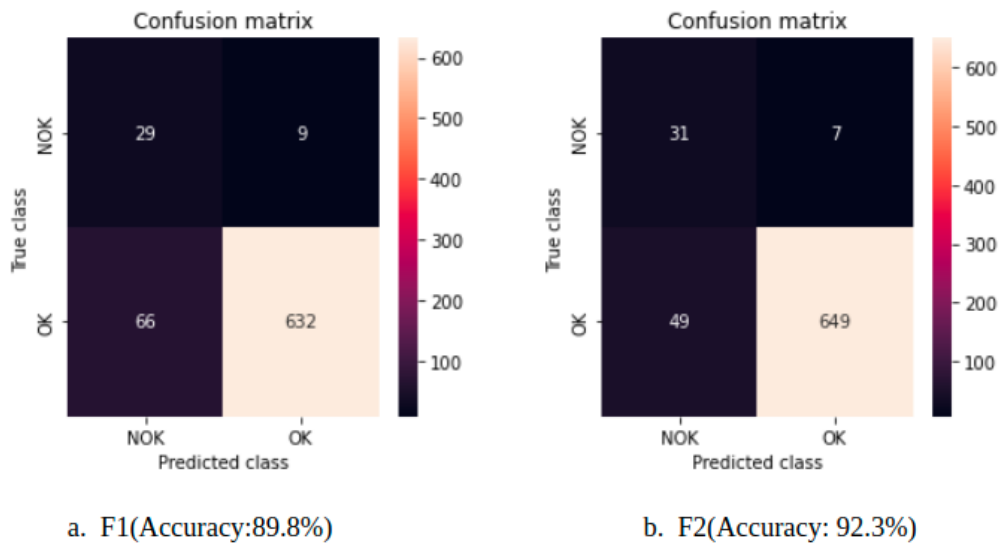 Confusion matrix
NOK
OK
True class
29
9
66
632
NOK
OK
Predicted class
600
500
400
300
200
100
a. F1(Accuracy:89.8%)
Confusion matrix
NOK
OK
True class
31
7
49
649
NOK
OK
Predicted class
600
500
400
300
200
100
b. F2(Accuracy: 92.3%)